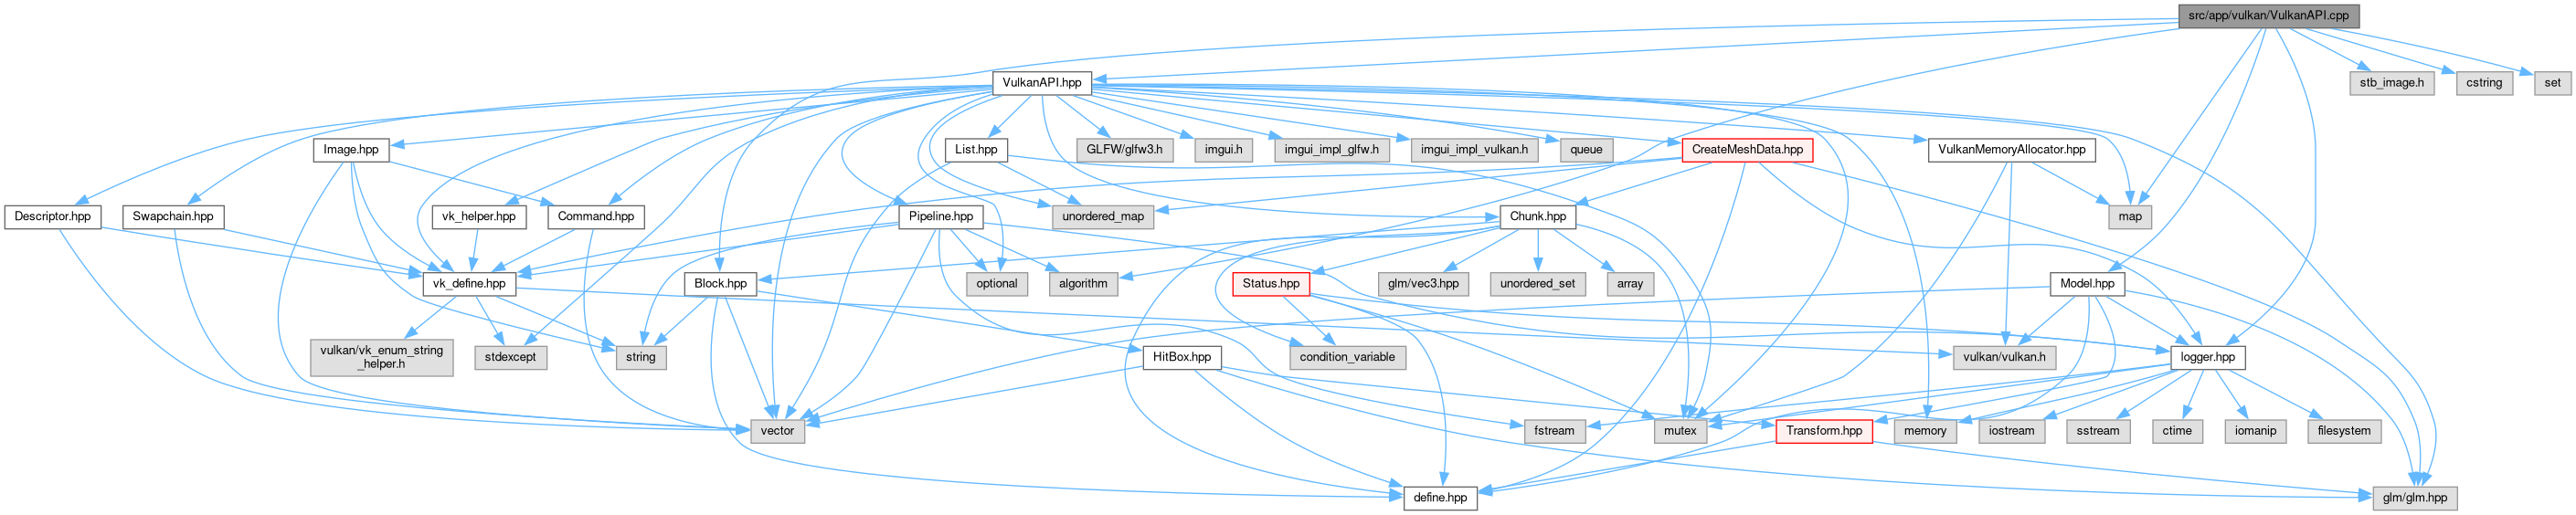 src/app/vulkan/VulkanAPI.cpp
VulkanAPI.hpp
stb_image.h
cstring
set
Image.hpp
List.hpp
GLFW/glfw3.h
imgui.h
imgui_impl_glfw.h
imgui_impl_vulkan.h
queue
CreateMeshData.hpp
VulkanMemoryAllocator.hpp
Descriptor.hpp
Swapchain.hpp
vk_helper.hpp
Command.hpp
Pipeline.hpp
unordered_map
Chunk.hpp
map
vk_define.hpp
Block.hpp
optional
algorithm
Status.hpp
glm/vec3.hpp
unordered_set
array
Model.hpp
vulkan/vk_enum_string
_helper.h
stdexcept
string
HitBox.hpp
condition_variable
vulkan/vulkan.h
logger.hpp
vector
fstream
mutex
Transform.hpp
memory
iostream
sstream
ctime
iomanip
filesystem
define.hpp
glm/glm.hpp